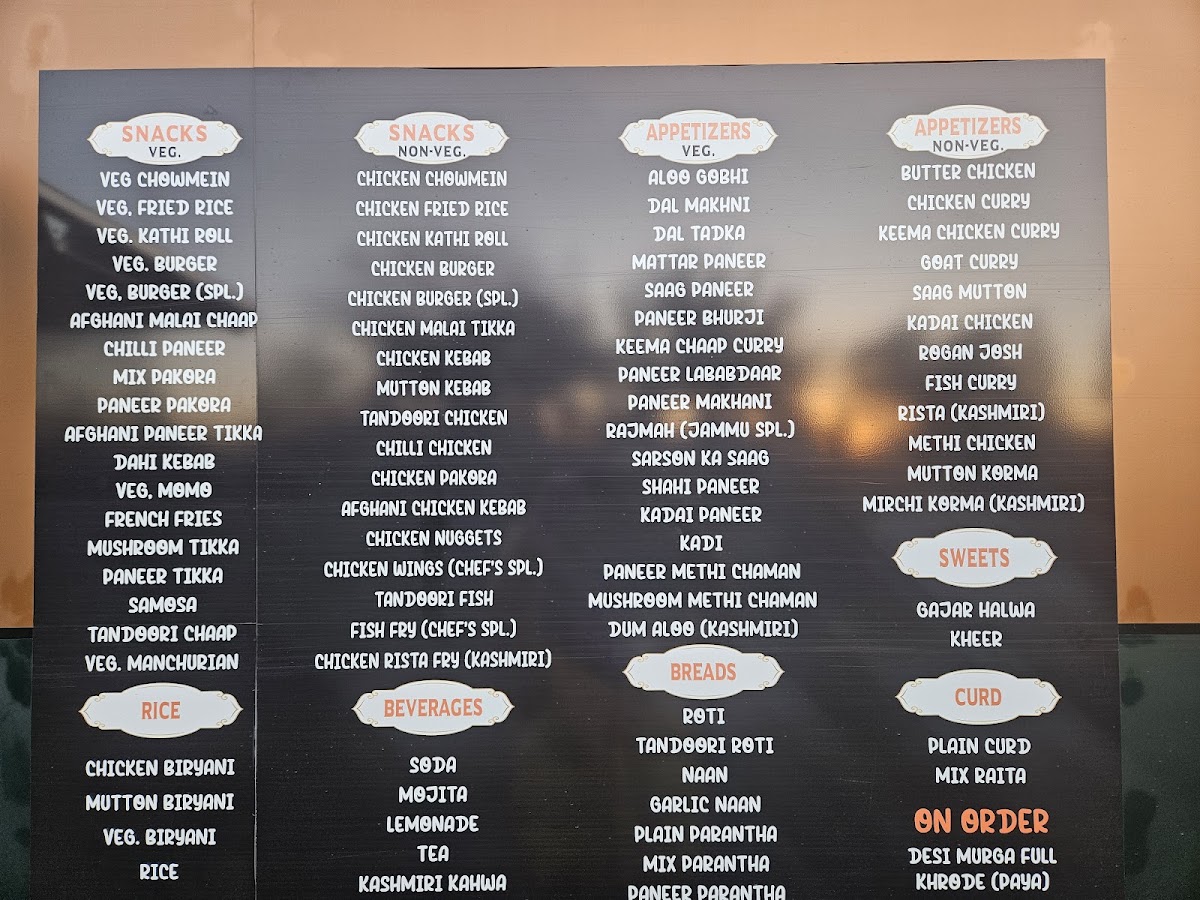 SNACKS
VEG.
VEG CHOWMEIN
VEG, FRIED RICE
VEG. KATHI ROLL
VEG. BURGER
VEG, BURGER (SPL.)
AFGHANI MALAI CHAAP
CHILLI PANEER
MIX PAKORA
PANEER PAKORA
AFGHANI PANEER TIKKA
DAHI KEBAB
VEG, MOMO
FRENCH FRIES
MUSHROOM TIKKA
PANEER TIKKA
SAMOSA
TANDOORI CHAAP
VEG. MANCHURIAN
RICE
CHICKEN BIRYANI
MUTTON BIRYANI
VEG. BIRYANI
RICE
SNACKS
NON-VEG.
CHICKEN CHOWMEIN
CHICKEN FRIED RICE
CHICKEN KATHI ROLL
CHICKEN BURGER
CHICKEN BURGER (SPL.)
CHICKEN MALAI TIKKA
CHICKEN KEBAB
MUTTON KEBAB
TANDOORI CHICKEN
CHILLI CHICKEN
CHICKEN PAKORA
AFGHANI CHICKEN KEBAB
CHICKEN NUGGETS
CHICKEN WINGS (CHEF'S SPL.)
TANDOORI FISH
FISH FRY (CHEF'S SPL.)
CHICKEN RISTA FRY (KASHMIRI)
BEVERAGES
SODA
MOJITA
LEMONADE
TEA
KASHMIRI KAHWA
APPETIZERS
VEG.
ALOO GOBHI
DAL MAKHNI
DAL TADKA
MATTAR PANEER
SAAG PANEER
PANEER BHURJI
KEEMA CHAAP CURRY
PANEER LABABDAAR
PANEER MAKHANI
RAJMAH (JAMMU SPL.)
SARSON KA SAAG
SHAHI PANEER
KADAI PANEER
KADI
PANEER METHI CHAMAN
MUSHROOM METHI CHAMAN
DUM ALOO (KASHMIRI)
BREADS
ROTI
TANDOORI ROTI
NAAN
GARLIC NAAN
PLAIN PARANTHA
MIX PARANTHA
PANEER PARANTHA
APPETIZERS
NON-VEG.
BUTTER CHICKEN
CHICKEN CURRY
KEEMA CHICKEN CURRY
GOAT CURRY
SAAG MUTTON
KADAI CHICKEN
ROGAN JOSH
FISH CURRY
RISTA (KASHMIRI)
METHI CHICKEN
MUTTON KORMA
MIRCHI KORMA (KASHMIRI)
SWEETS
GAJAR HALWA
KHEER
CURD
PLAIN CURD
MIX RAITA
ON ORDER
DESI MURGA FULL
KHRODE (PAYA)